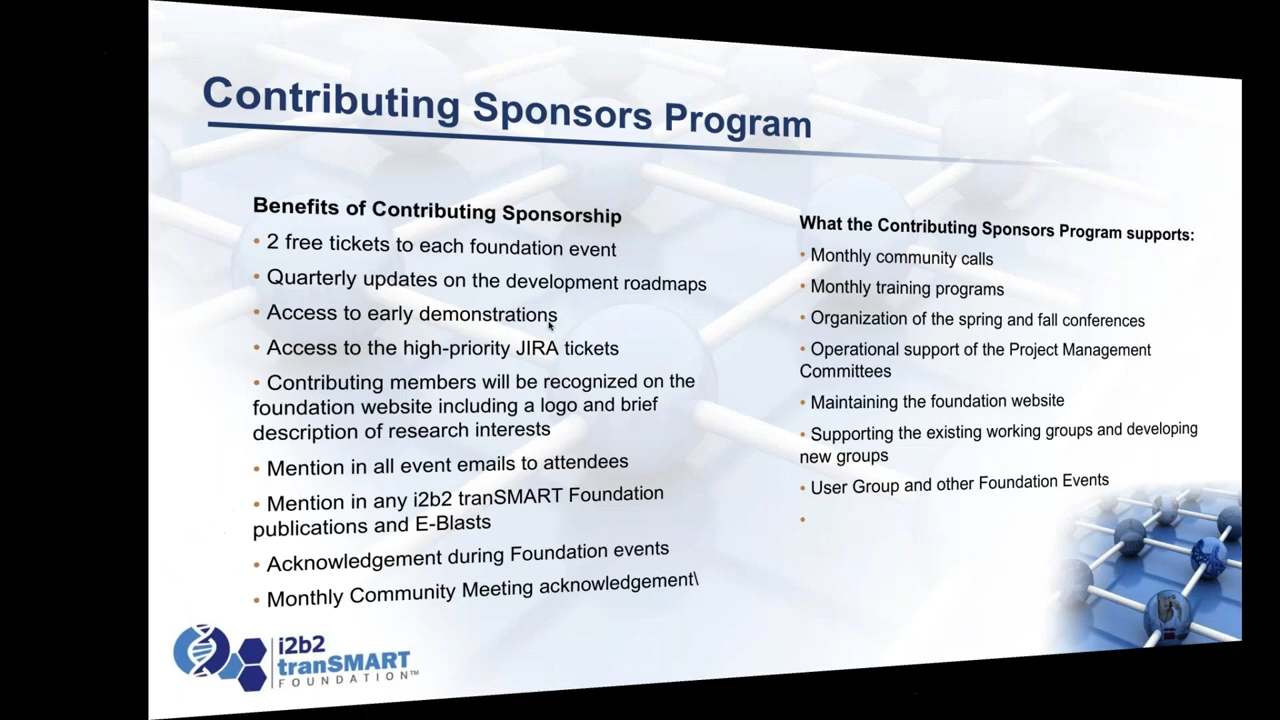 Contributing Sponsors Program
Benefits of Contributing Sponsorship
• 2 free tickets to each foundation event
• Quarterly updates on the development roadmaps
• Access to early demonstrations
• Access to the high-priority JIRA tickets
• Contributing members will be recognized on the
foundation website including a logo and brief
description of research interests
• Mention in all event emails to attendees
• Mention in any i2b2 tranSMART Foundation
publications and E-Blasts
• Acknowledgement during Foundation events
• Monthly Community Meeting acknowledgement\
What the Contributing Sponsors Program supports:
• Monthly community calls
• Monthly training programs
• Organization of the spring and fall conferences
• Operational support of the Project Management
Committees
• Maintaining the foundation website
• Supporting the existing working groups and developing
new groups
• User Group and other Foundation Events
•
i2b2
tranSMART
FOUNDATION™